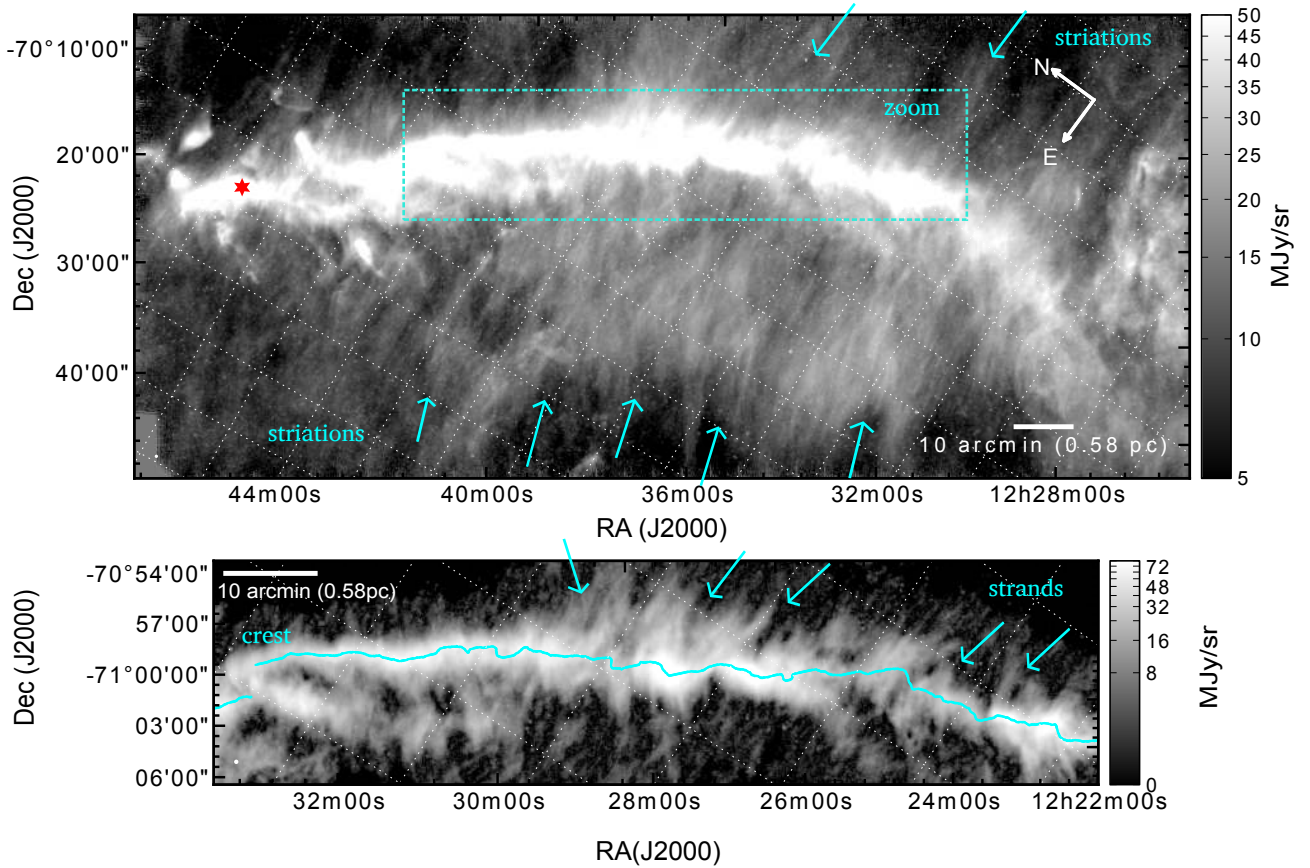 -70°10'00"
20'00"
30'00"
40'00"
Dec (J2000)
striations
zoom
N
E
striations
10 arcmin (0.58 pc)
44m00s 40m00s 36m00s 32m00s 12h28m00s
RA (J2000)
50
45
40
35
30
25
20
15
10
5
MJy/sr
-70°54'00"
57'00"
-71°00'00"
03'00"
06'00"
Dec (J2000)
10 arcmin (0.58pc)
crest
strands
32m00s 30m00s 28m00s 26m00s 24m00s 12h22m00s
RA(J2000)
72
48
32
16
8
0
MJy/sr